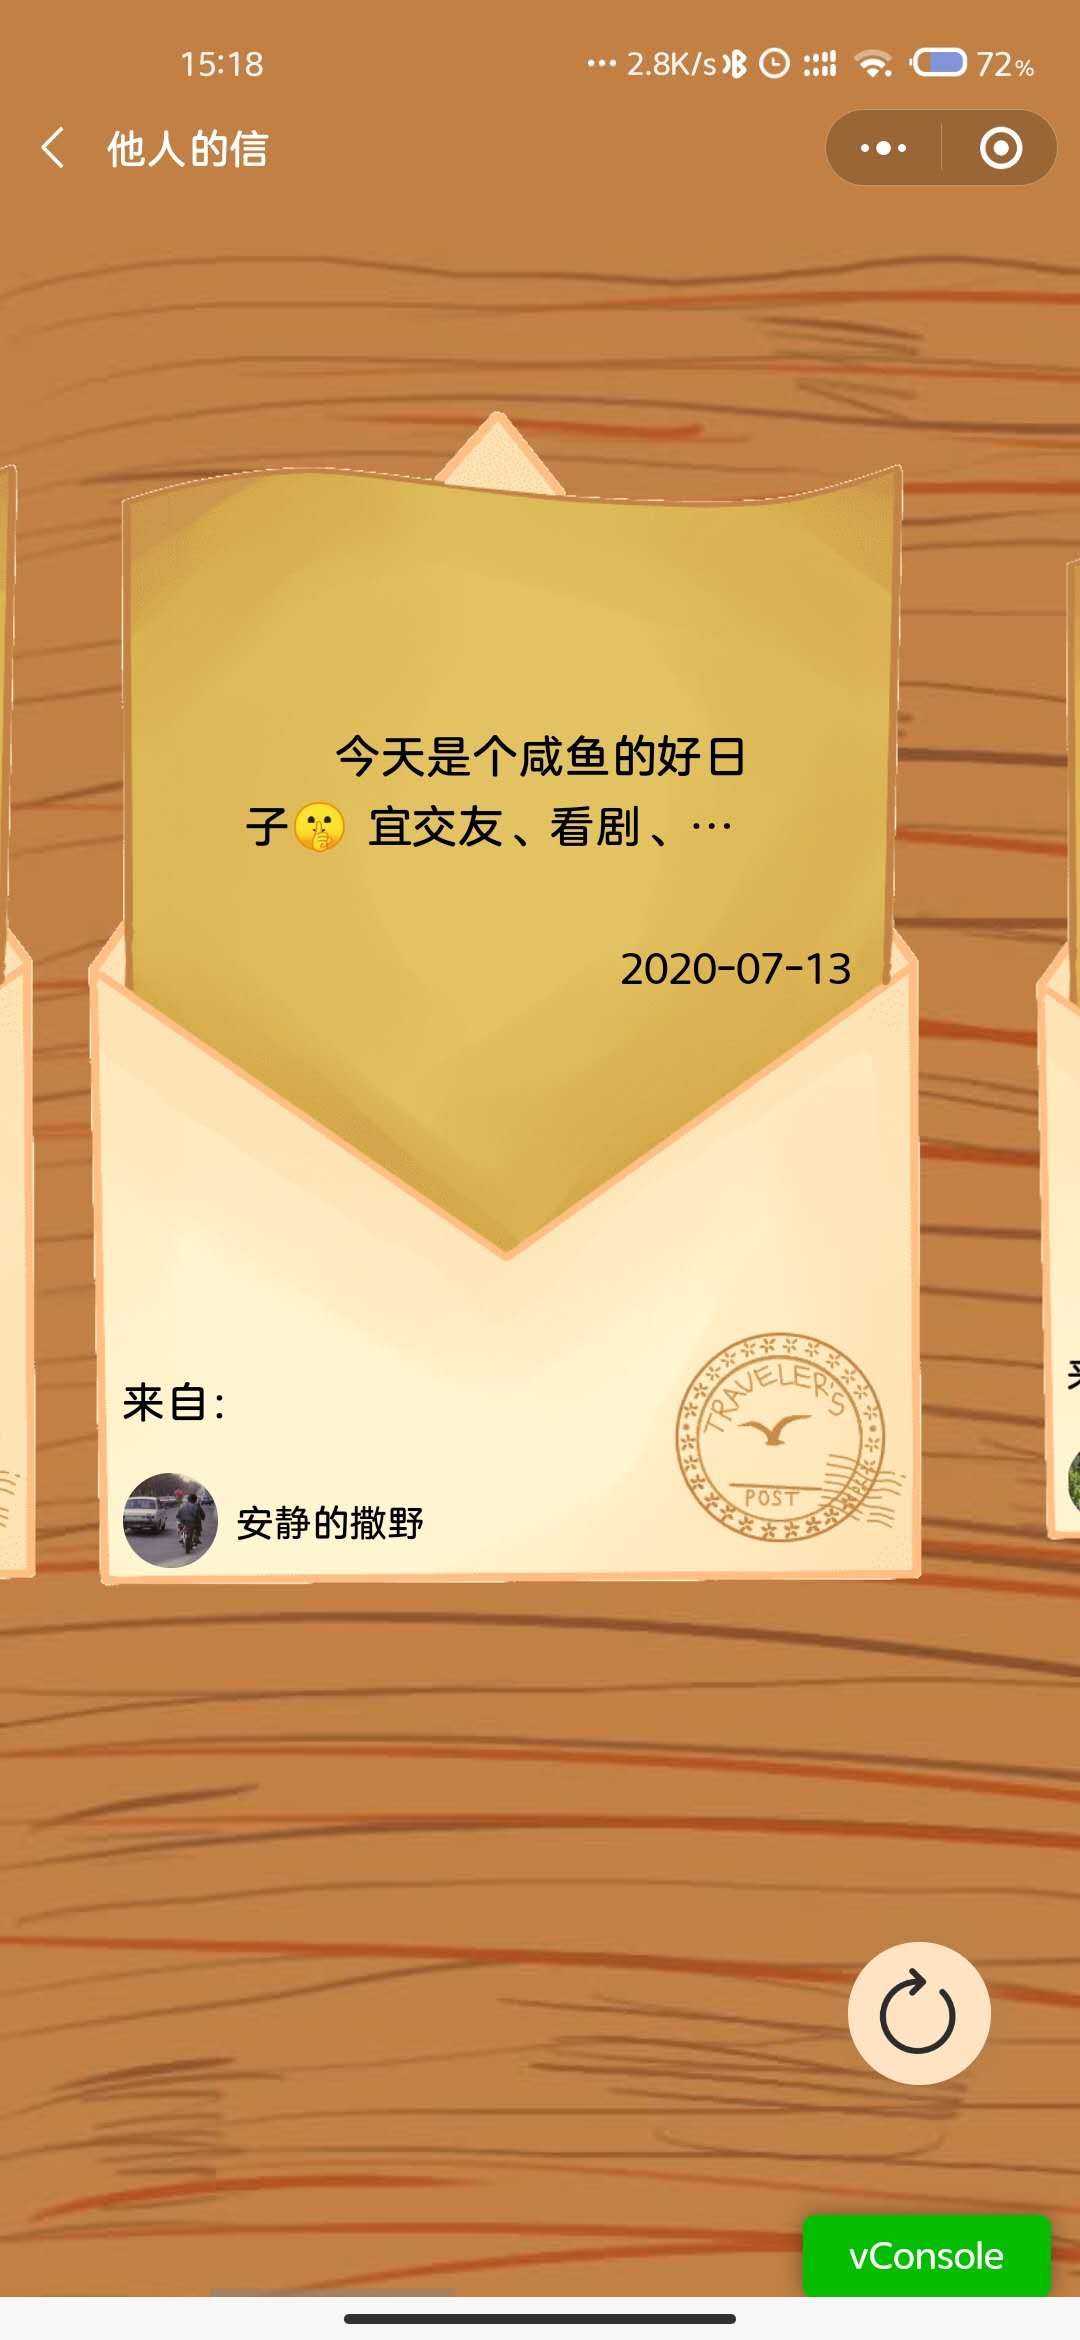 15:18
... 2.8K/s 72%
他人的信
今天是个咸鱼的好日
子🤫 宜交友、看剧、…
2020-07-13
来自：
TRAVELER'S
POST
安静的撒野
vConsole